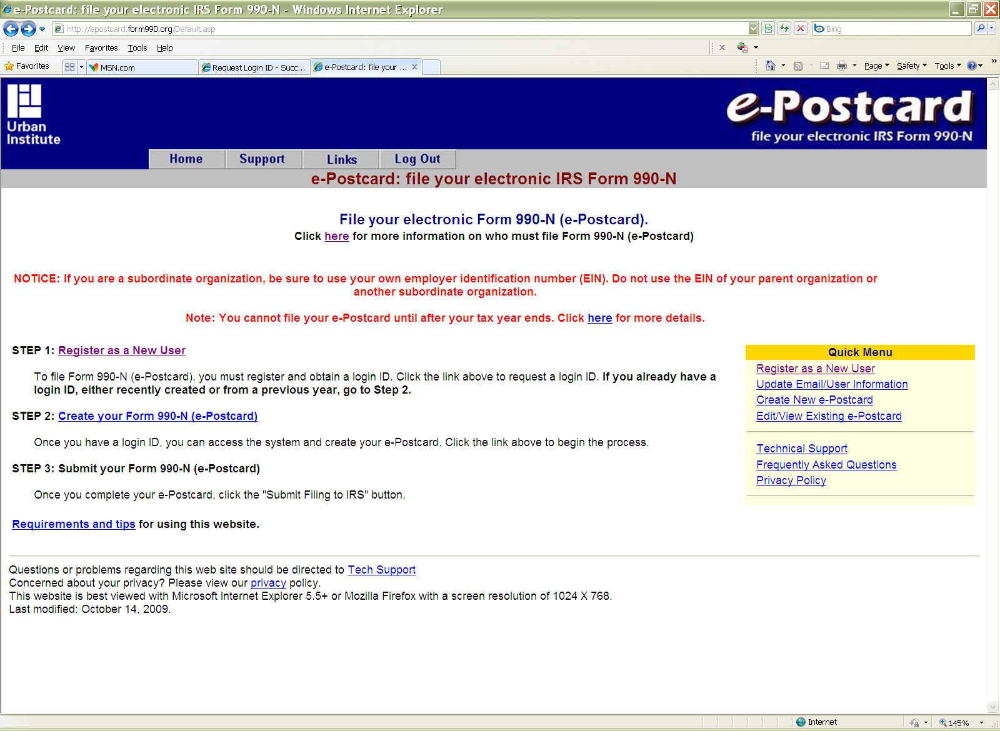 e-Postcard: file your electronic IRS Form 990-N - Windows Internet Explorer
http://epostcard.form990.org/Default.asp
Bing
File Edit View Favorites Tools Help
Favorites
MSN.com
Request Login ID - Succ...
e-Postcard: file your ...
Page Safety Tools
Urban
Institute
e-Postcard
file your electronic IRS Form 990-N
Home Support Links Log Out
e-Postcard: file your electronic IRS Form 990-N
File your electronic Form 990-N (e-Postcard).
Click here for more information on who must file Form 990-N (e-Postcard)
NOTICE: If you are a subordinate organization, be sure to use your own employer identification number (EIN). Do not use the EIN of your parent organization or
another subordinate organization.
Note: You cannot file your e-Postcard until after your tax year ends. Click here for more details.
STEP 1: Register as a New User
To file Form 990-N (e-Postcard), you must register and obtain a login ID. Click the link above to request a login ID. If you already have a
login ID, either recently created or from a previous year, go to Step 2.
STEP 2: Create your Form 990-N (e-Postcard)
Once you have a login ID, you can access the system and create your e-Postcard. Click the link above to begin the process.
STEP 3: Submit your Form 990-N (e-Postcard)
Once you complete your e-Postcard, click the "Submit Filing to IRS" button.
Requirements and tips for using this website.
Quick Menu
Register as a New User
Update Email/User Information
Create New e-Postcard
Edit/View Existing e-Postcard
Technical Support
Frequently Asked Questions
Privacy Policy
Questions or problems regarding this web site should be directed to Tech Support
Concerned about your privacy? Please view our privacy policy.
This website is best viewed with Microsoft Internet Explorer 5.5+ or Mozilla Firefox with a screen resolution of 1024 X 768.
Last modified: October 14, 2009.
Internet
145%